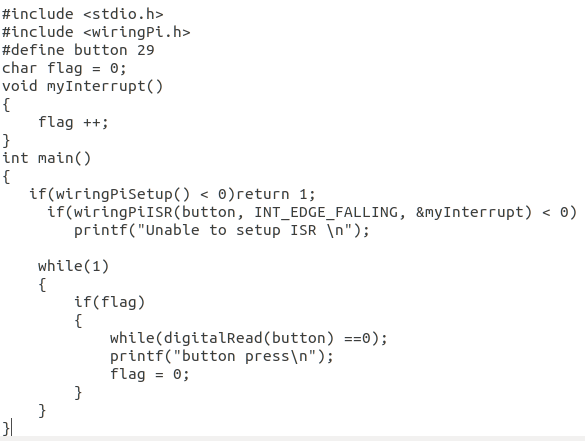 #include <stdio.h>
#include <wiringPi.h>
#define button 29
char flag = 0;
void myInterrupt()
{
    flag ++;
}
int main()
{
   if(wiringPiSetup() < 0)return 1;
     if(wiringPiISR(button, INT_EDGE_FALLING, &myInterrupt) < 0)
        printf("Unable to setup ISR \n");

    while(1)
    {
        if(flag)
        {
            while(digitalRead(button) ==0);
            printf("button press\n");
            flag = 0;
        }
    }
}